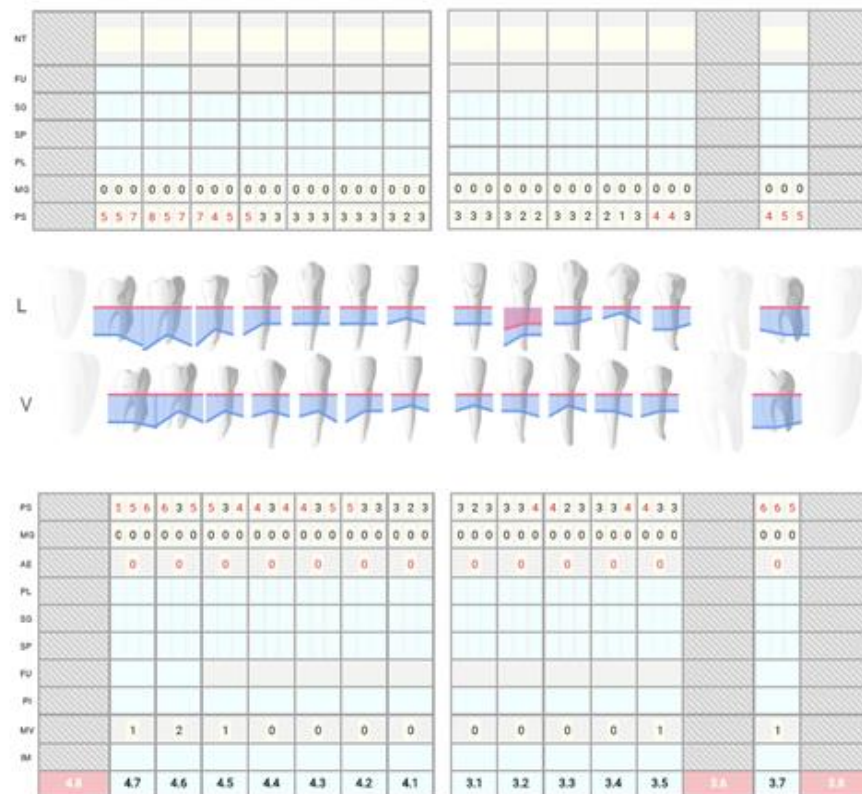 NT
FU
SG
SP
PL
MG 0 0 0 0 0 0 0 0 0 0 0 0 0 0 0 0 0 0 0 0 0 0 0 0 0 0 0 0 0 0 0 0 0 0 0 0 0 0 0
PS 5 5 7 8 5 7 7 4 5 5 3 3 3 3 3 3 3 3 3 2 3 3 3 3 3 2 2 3 3 2 2 1 3 4 4 3 4 5 5
L
V
PS 5 5 6 6 3 5 5 3 4 4 3 4 4 3 5 5 3 3 3 2 3 3 2 3 3 3 4 4 2 3 3 3 4 4 3 3 6 6 5
MG 0 0 0 0 0 0 0 0 0 0 0 0 0 0 0 0 0 0 0 0 0 0 0 0 0 0 0 0 0 0 0 0 0 0 0 0 0 0 0
AE 0 0 0 0 0 0 0 0 0 0 0 0 0
PL
SG
SP
FU
PI
MV 1 2 1 0 0 0 0 0 0 0 0 1 1
IM
4.8 4.7 4.6 4.5 4.4 4.3 4.2 4.1 3.1 3.2 3.3 3.4 3.5 3.6 3.7 3.8